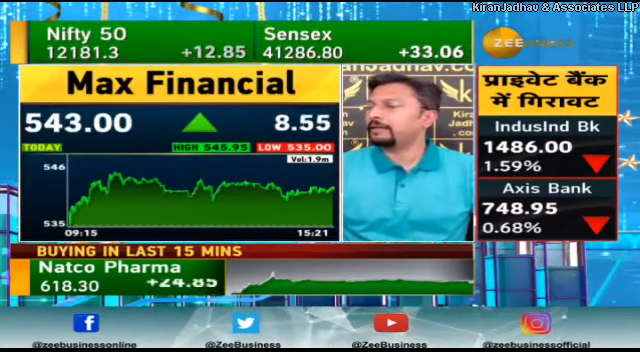 KiranJadhav & Associates LLP
Nifty 50
12181.3 +12.85
Sensex
41286.80 +33.06
ZEE BUSINESS
Max Financial
543.00 8.55
TODAY HIGH 545.95 LOW 535.00
Vol:1.9m
546
535
09:15 15:21
प्राइवेट बैंक
में गिरावट
IndusInd Bk
1486.00
1.59%
Axis Bank
748.95
0.68%
BUYING IN LAST 15 MINS
Natco Pharma
618.30 +24.85
@zeebusinessonline @ZeeBusiness @ZeeBusiness @zeebusinessofficial